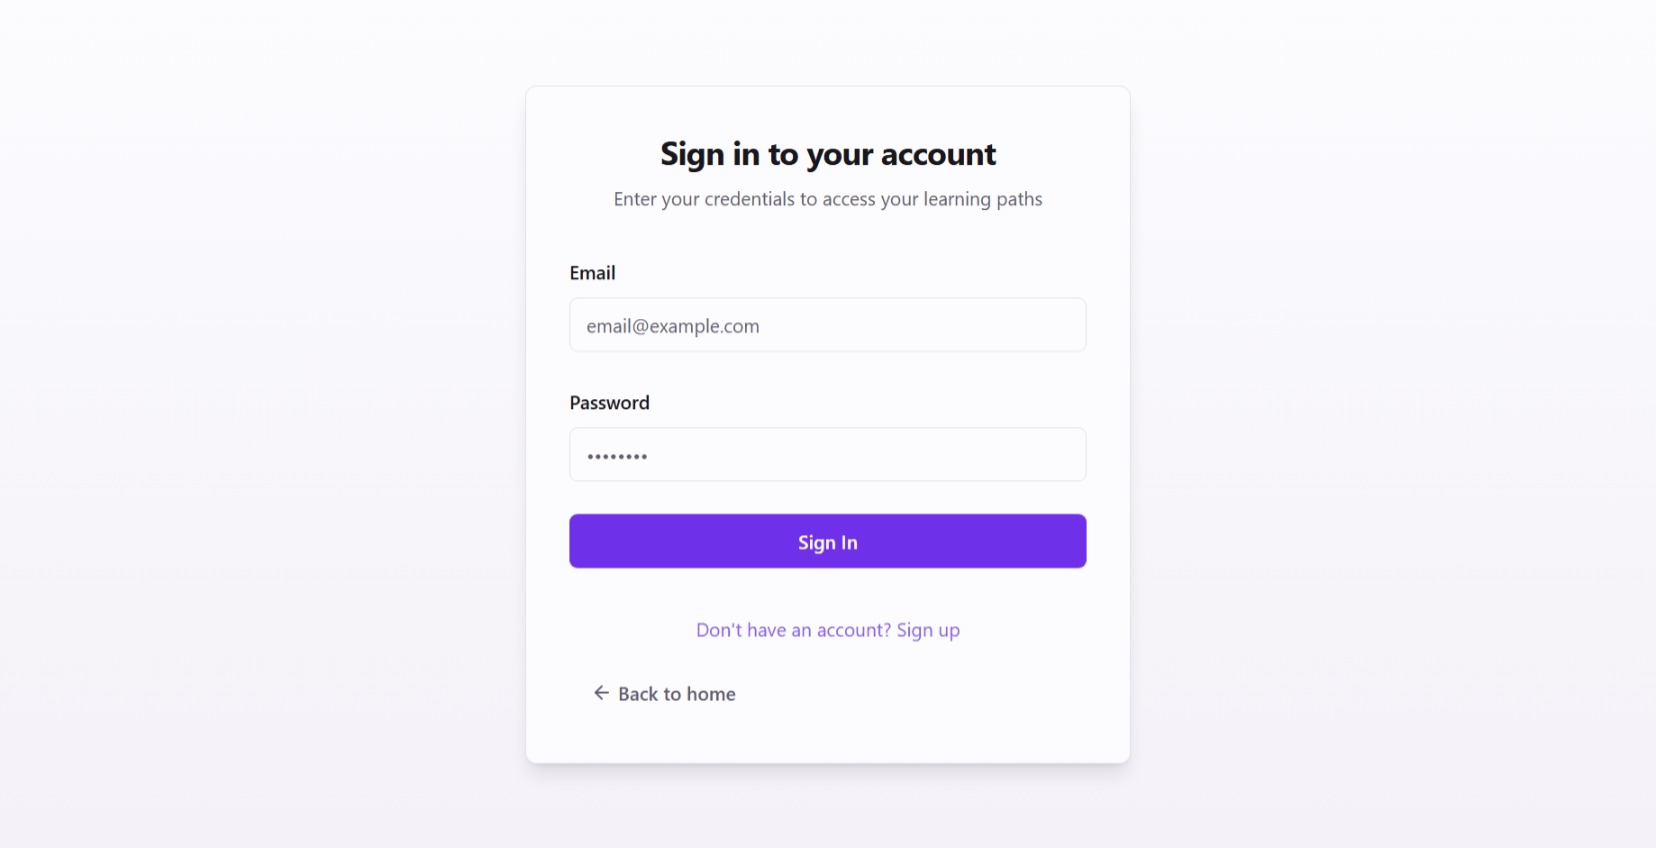 Sign in to your account
Enter your credentials to access your learning paths
Email
email@example.com
Password
••••••••
Sign In
Don't have an account? Sign up
← Back to home